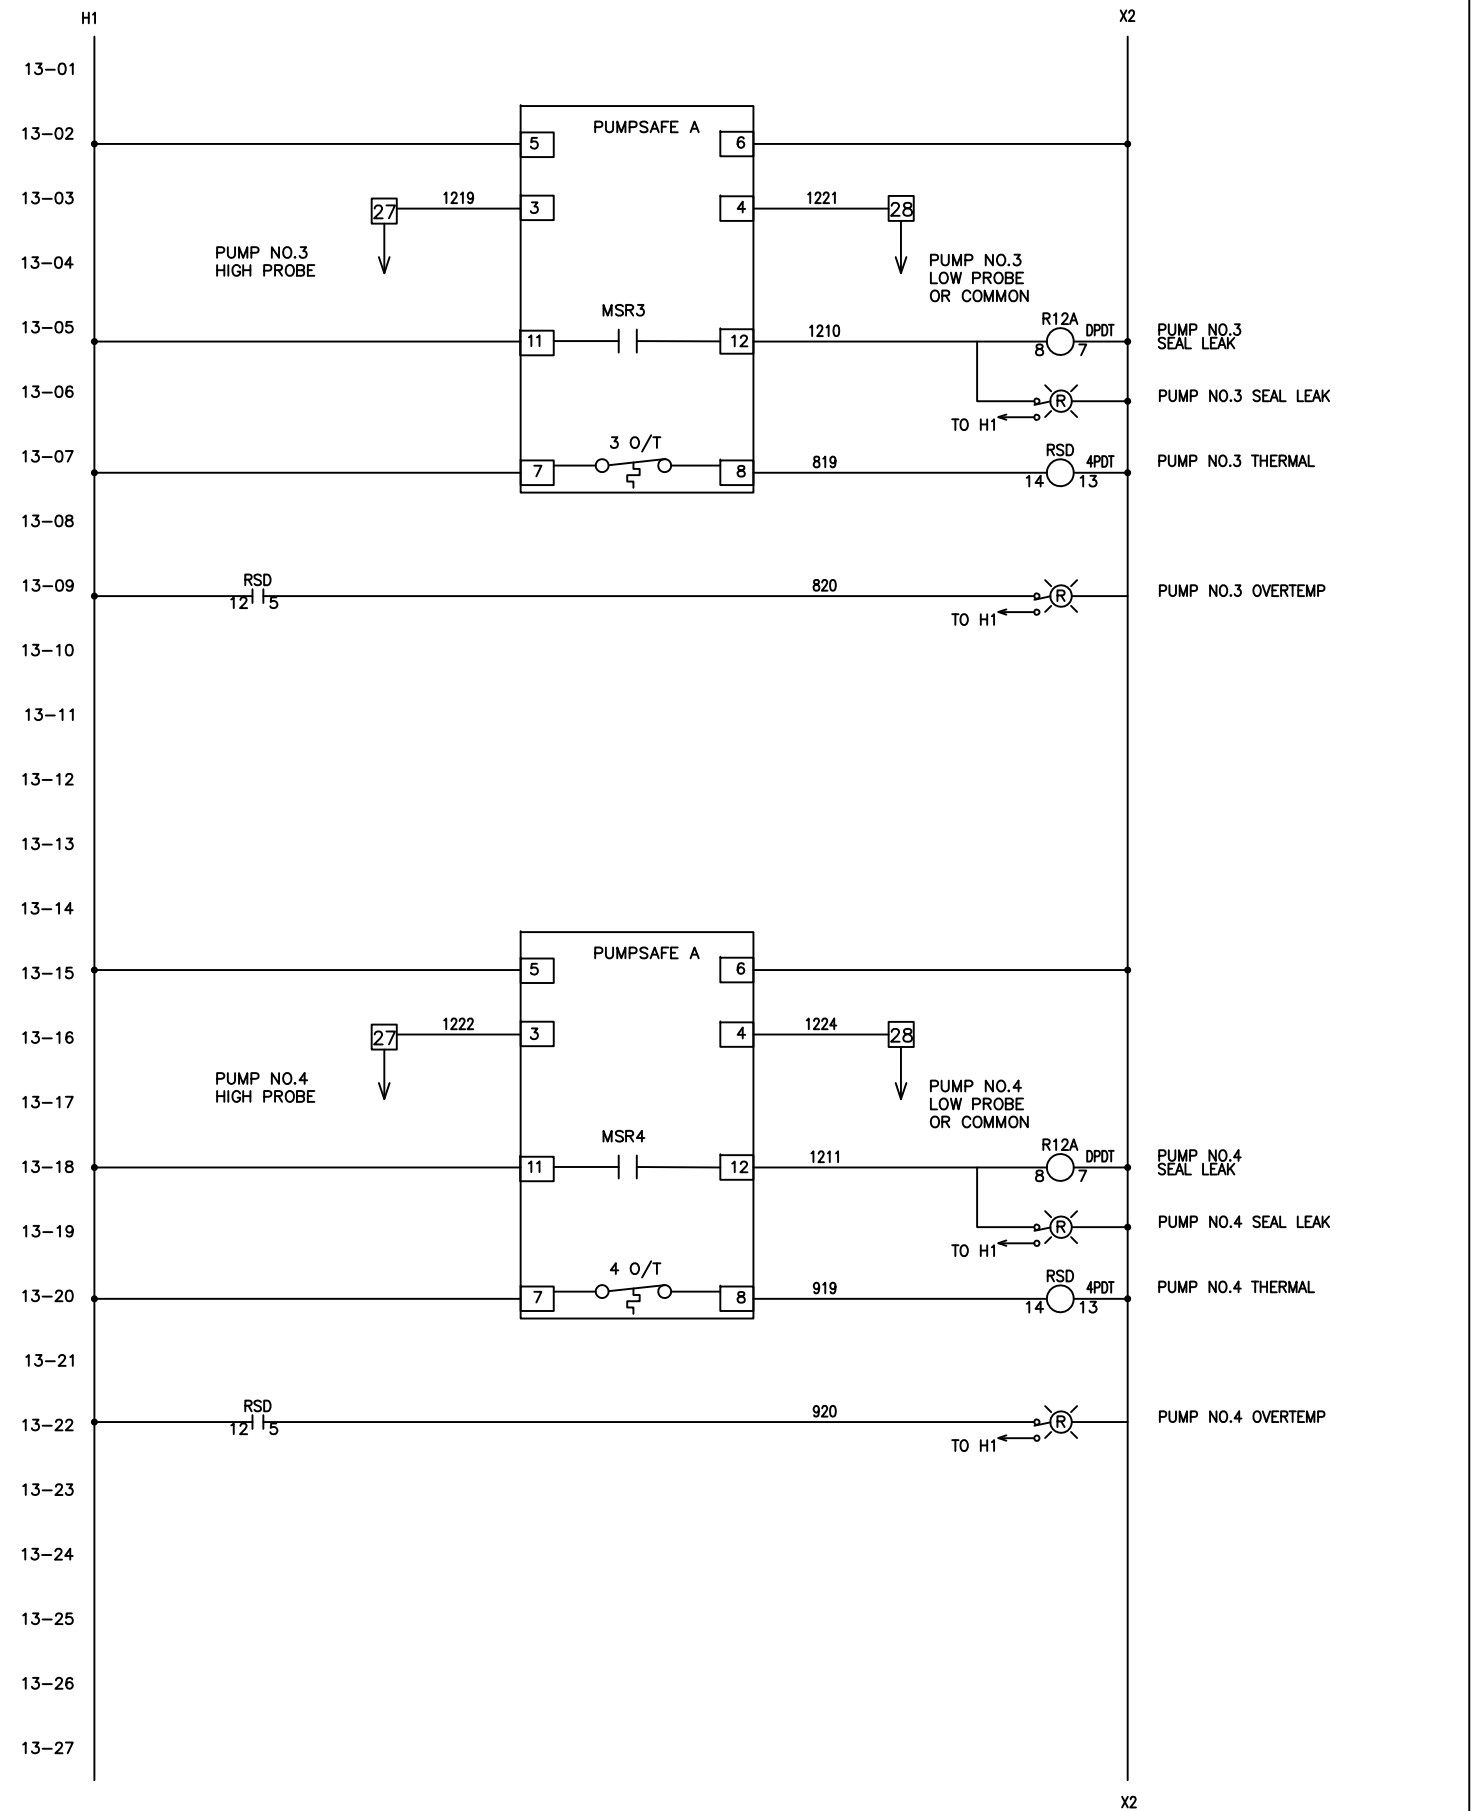 H1 X2
13-01
PUMPSAFE A
13-02
5 6
13-03 1219 1221
27 3 4 28
PUMP NO.3
HIGH PROBE
13-04
PUMP NO.3
LOW PROBE
OR COMMON
MSR3
13-05 1210 R12A DPDT
11 12 8 7
PUMP NO.3
SEAL LEAK
13-06 R PUMP NO.3 SEAL LEAK
TO H1
3 O/T
13-07 819 RSD 4PDT PUMP NO.3 THERMAL
7 8 14 13
13-08
RSD
13-09 820 R PUMP NO.3 OVERTEMP
12 5
TO H1
13-10
13-11
13-12
13-13
13-14
PUMPSAFE A
13-15 5 6
13-16 1222 1224
27 3 4 28
PUMP NO.4
HIGH PROBE
13-17
PUMP NO.4
LOW PROBE
OR COMMON
MSR4
13-18 1211 R12A DPDT
11 12 8 7
PUMP NO.4
SEAL LEAK
13-19 R PUMP NO.4 SEAL LEAK
TO H1
4 O/T
13-20 919 RSD 4PDT PUMP NO.4 THERMAL
7 8 14 13
13-21
RSD
13-22 920 R PUMP NO.4 OVERTEMP
12 5
TO H1
13-23
13-24
13-25
13-26
13-27
X2